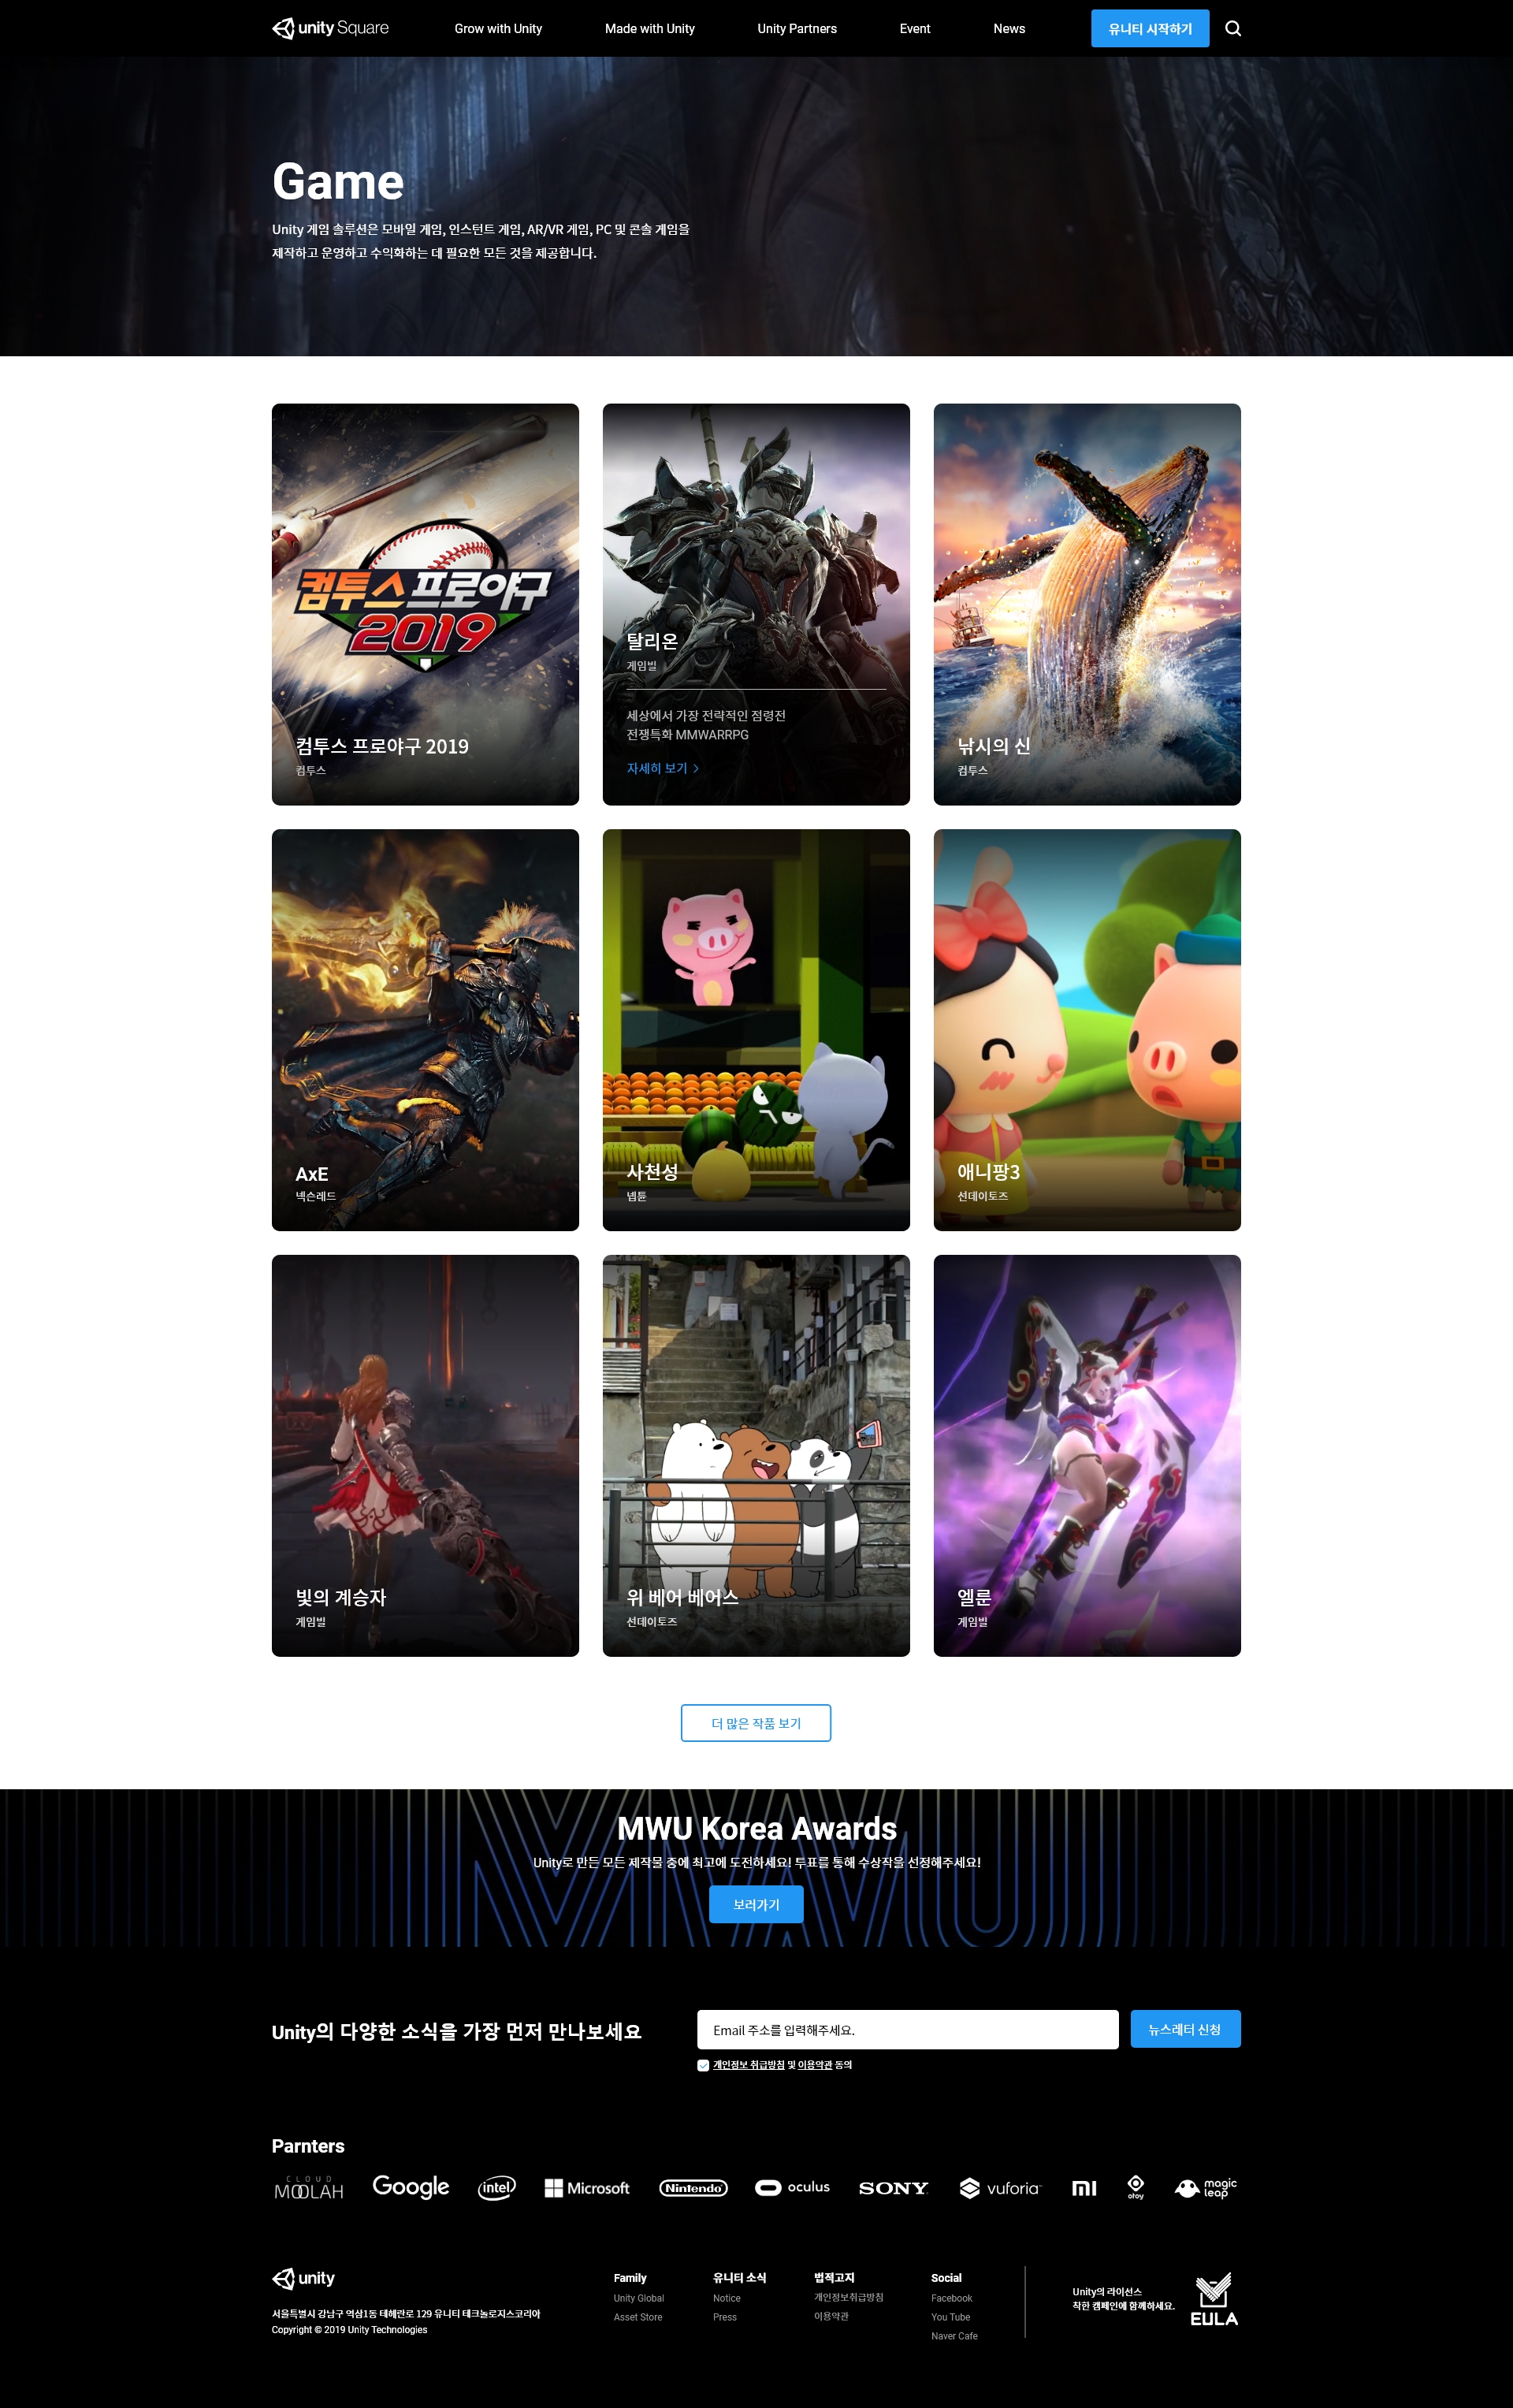 unity Square
Grow with Unity
Made with Unity
Unity Partners
Event
News
유니티 시작하기
Game
Unity 게임 솔루션은 모바일 게임, 인스턴트 게임, AR/VR 게임, PC 및 콘솔 게임을
제작하고 운영하고 수익화하는 데 필요한 모든 것을 제공합니다.
컴투스프로야구
2019
컴투스 프로야구 2019
컴투스
탈리온
게임빌
세상에서 가장 전략적인 점령전
전쟁특화 MMWARRPG
자세히 보기
낚시의 신
컴투스
AxE
넥슨레드
사천성
넵튠
애니팡3
선데이토즈
빛의 계승자
게임빌
위 베어 베어스
선데이토즈
엘룬
게임빌
더 많은 작품 보기
MWU Korea Awards
Unity로 만든 모든 제작물 중에 최고에 도전하세요! 투표를 통해 수상작을 선정해주세요!
보러가기
Unity의 다양한 소식을 가장 먼저 만나보세요
Email 주소를 입력해주세요.
뉴스레터 신청
개인정보 취급방침 및 이용약관 동의
Parnters
CLOUD
MOOLAH
Google
intel
Microsoft
Nintendo
oculus
SONY
vuforia
MI
otoy
magic
leap
unity
서울특별시 강남구 역삼1동 테헤란로 129 유니티 테크놀로지스코리아
Copyright © 2019 Unity Technologies
Family
Unity Global
Asset Store
유니티 소식
Notice
Press
법적고지
개인정보취급방침
이용약관
Social
Facebook
You Tube
Naver Cafe
Unity의 라이선스
착한 캠페인에 함께하세요.
EULA